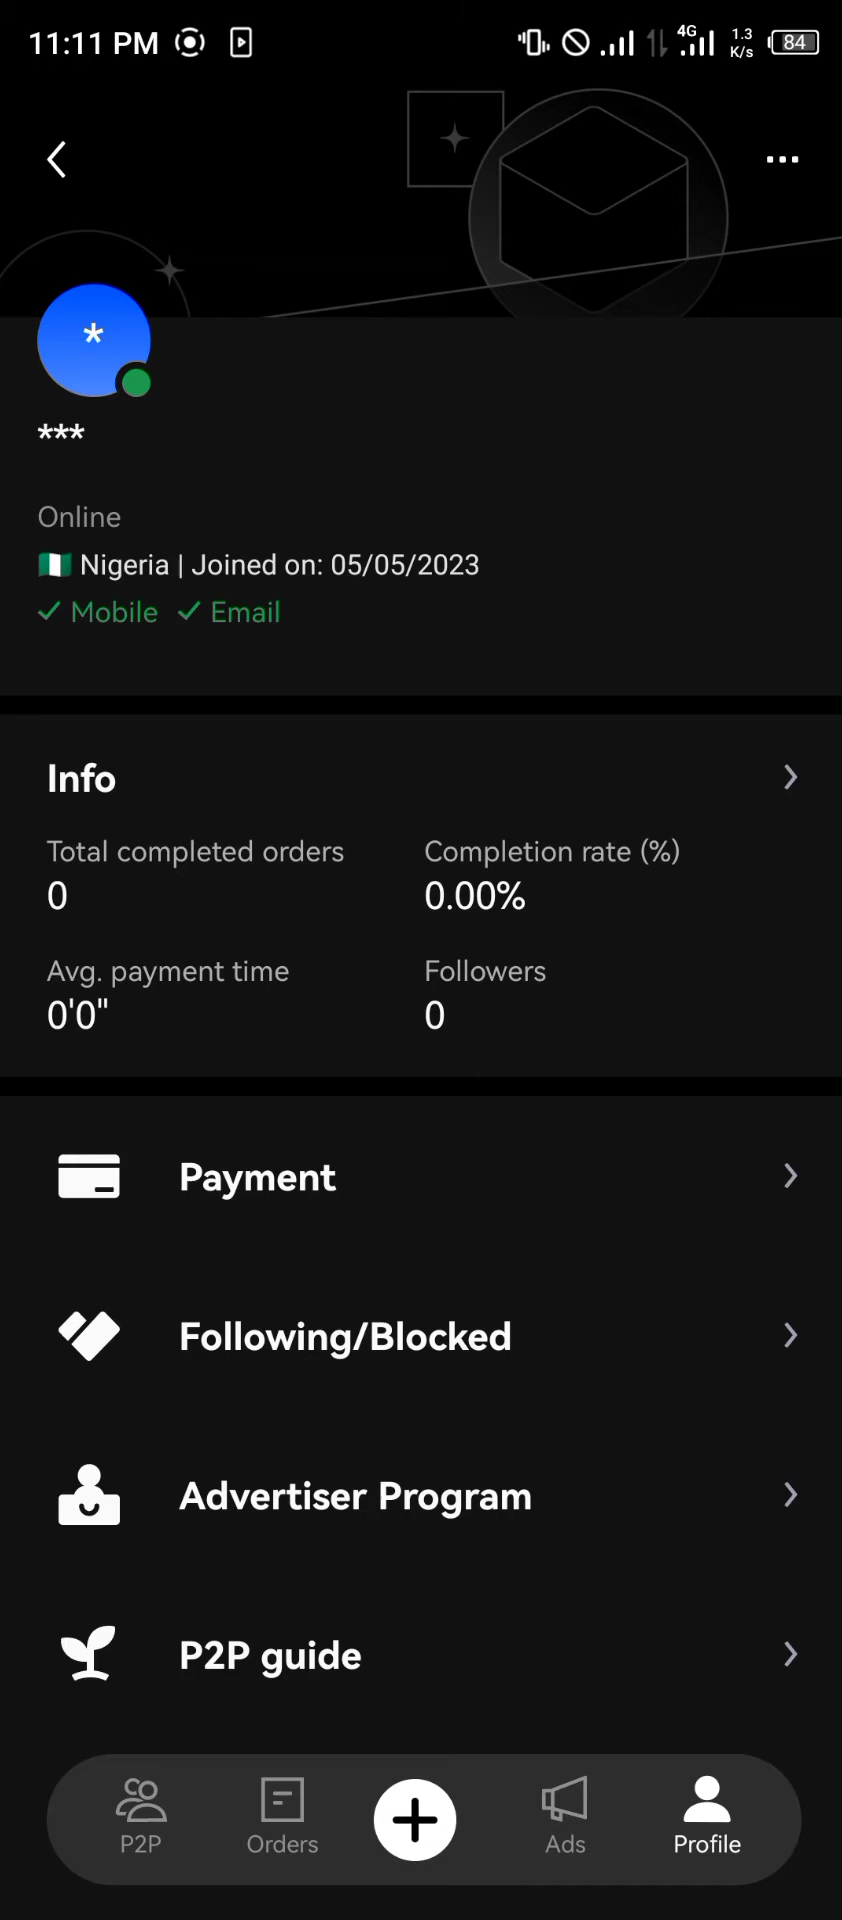 11:11 PM 4G 1.3 K/s 84
*
***
Online
Nigeria | Joined on: 05/05/2023
Mobile Email
Info
Total completed orders Completion rate (%)
0 0.00%
Avg. payment time Followers
0'0" 0
Payment
Following/Blocked
Advertiser Program
P2P guide
P2P Orders Ads Profile